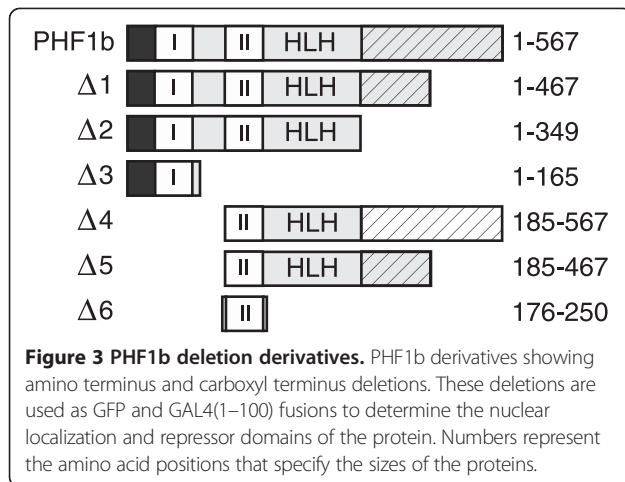 PHF1b I II HLH 1-567
Δ1 I II HLH 1-467
Δ2 I II HLH 1-349
Δ3 I 1-165
Δ4 II HLH 185-567
Δ5 II HLH 185-467
Δ6 II 176-250
Figure 3 PHF1b deletion derivatives. PHF1b derivatives showing
amino terminus and carboxyl terminus deletions. These deletions are
used as GFP and GAL4(1–100) fusions to determine the nuclear
localization and repressor domains of the protein. Numbers represent
the amino acid positions that specify the sizes of the proteins.